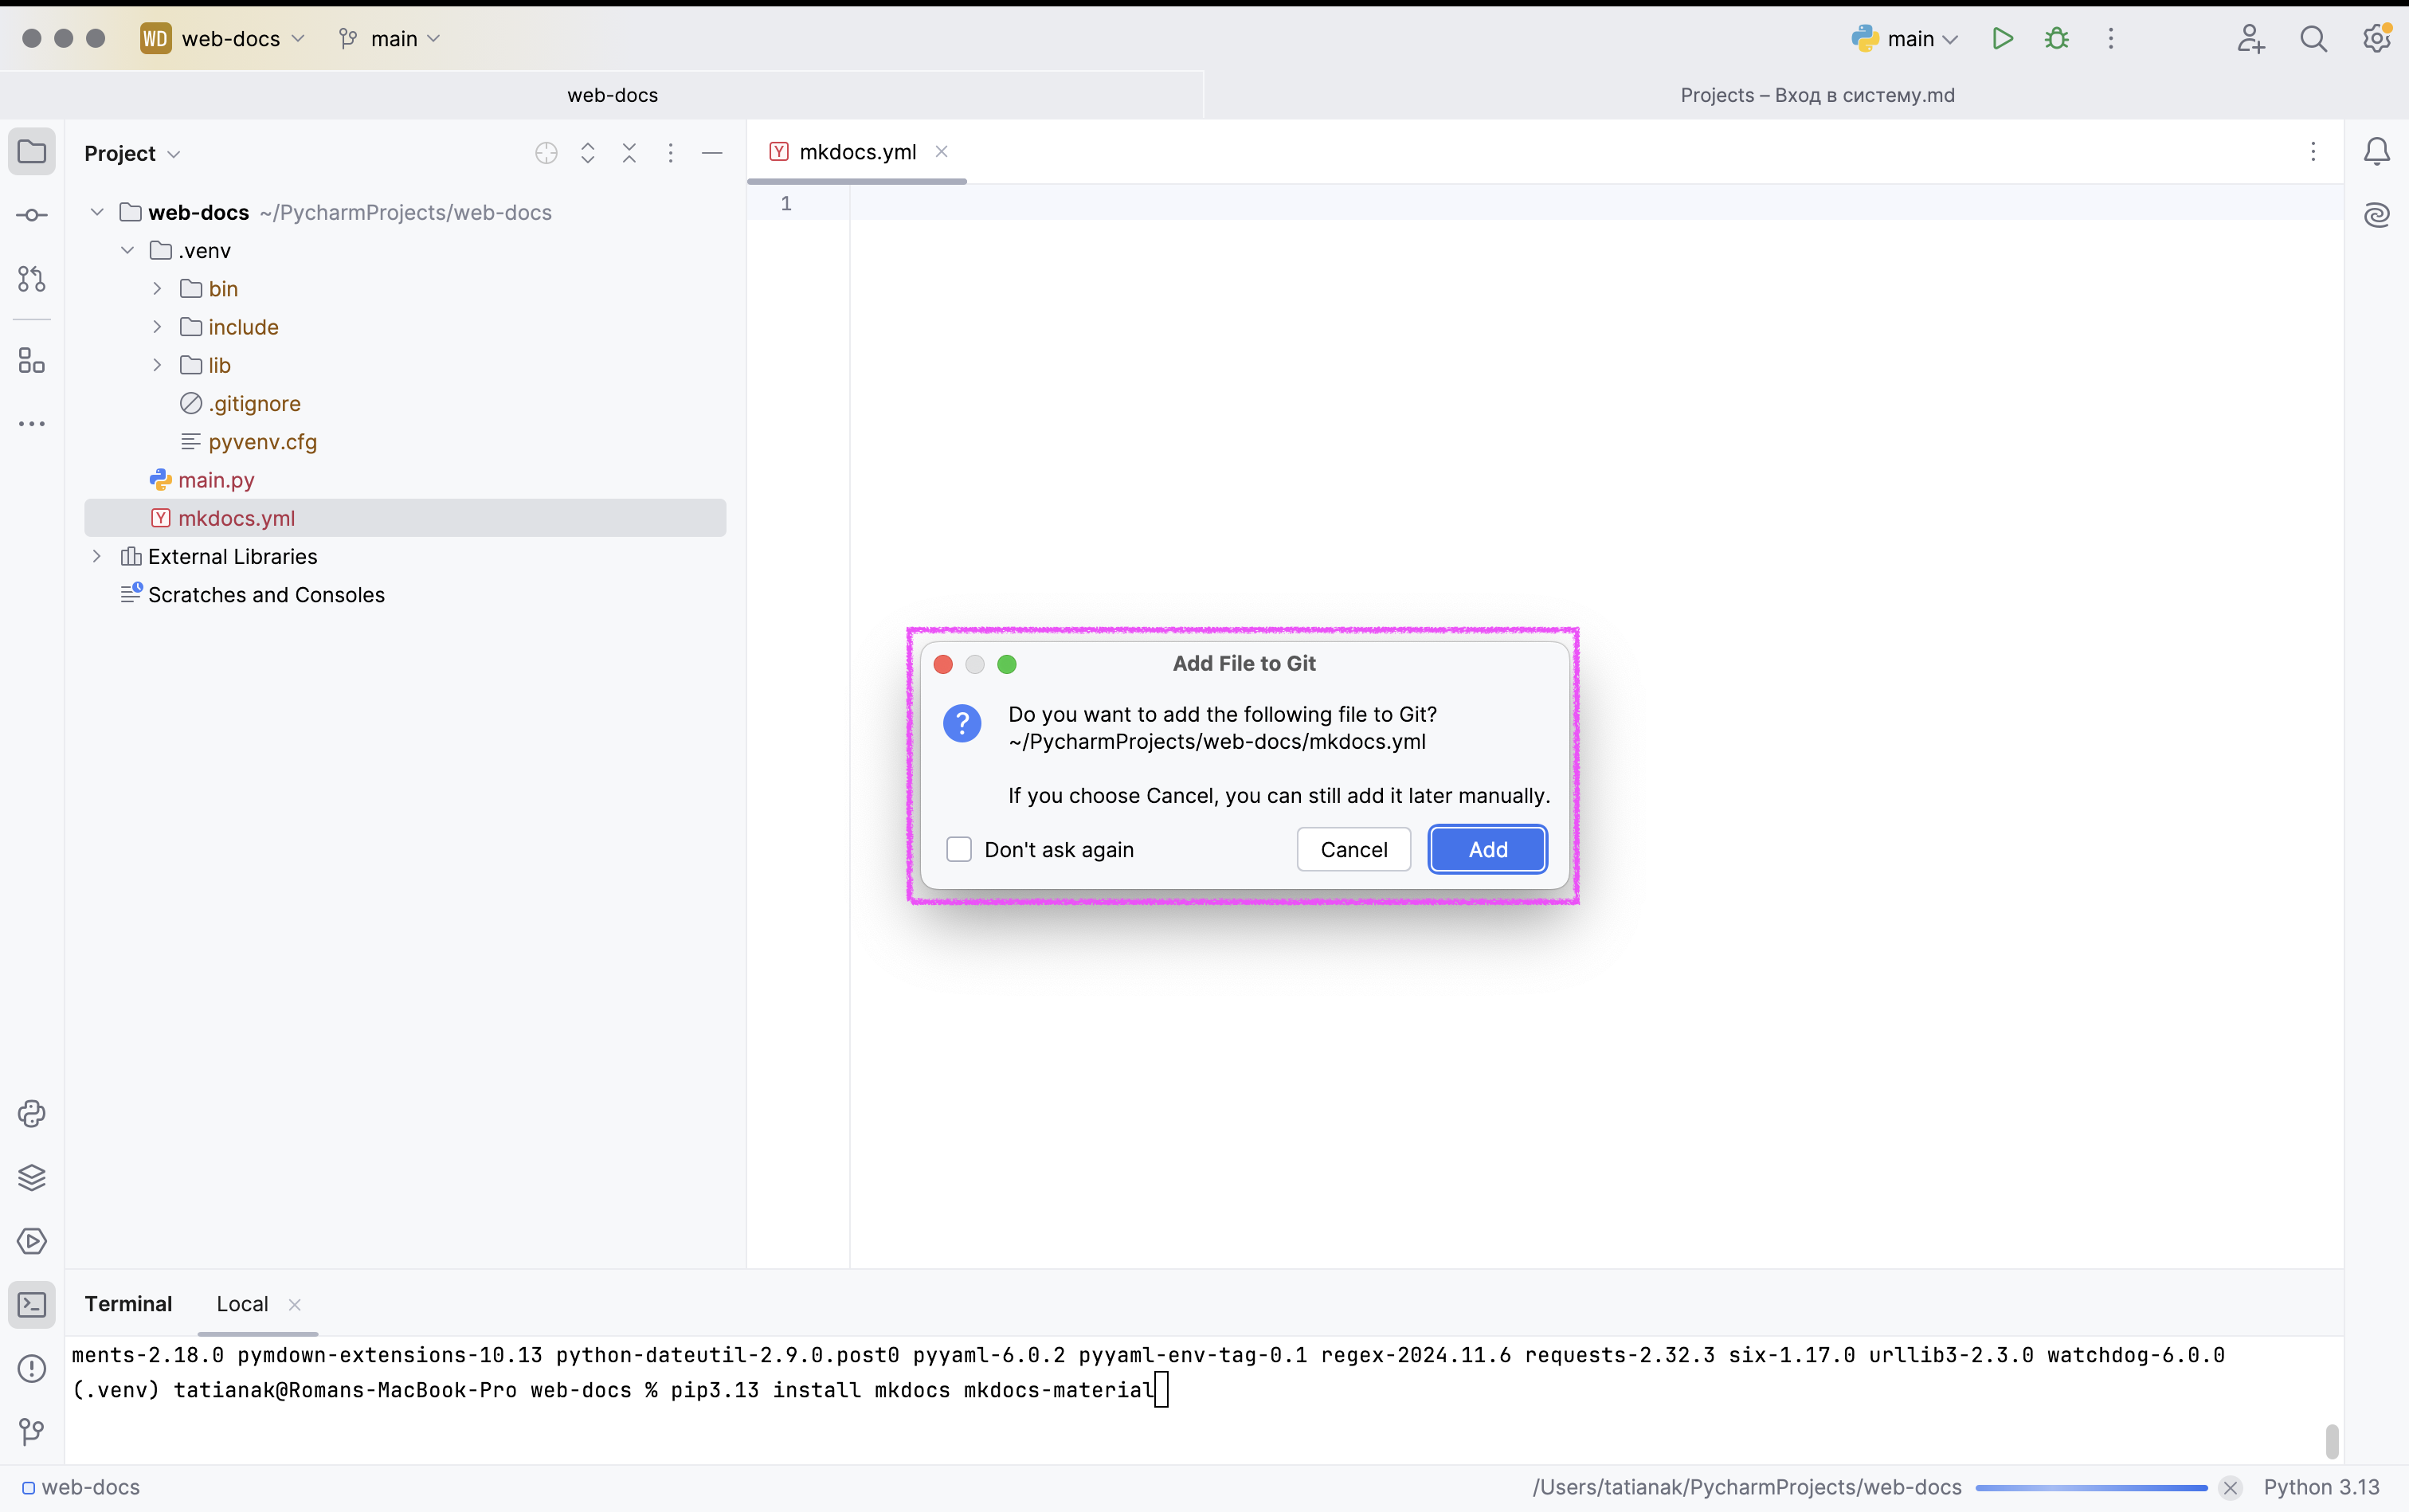 WD web-docs main
main
web-docs
Projects – Вход в систему.md
Project
mkdocs.yml
web-docs ~/PycharmProjects/web-docs
.venv
bin
include
lib
.gitignore
pyvenv.cfg
main.py
Y mkdocs.yml
External Libraries
Scratches and Consoles
Y
1
Add File to Git
? Do you want to add the following file to Git?
~/PycharmProjects/web-docs/mkdocs.yml
If you choose Cancel, you can still add it later manually.
Don't ask again Cancel Add
Terminal Local
ments-2.18.0 pymdown-extensions-10.13 python-dateutil-2.9.0.post0 pyyaml-6.0.2 pyyaml-env-tag-0.1 regex-2024.11.6 requests-2.32.3 six-1.17.0 urllib3-2.3.0 watchdog-6.0.0
(.venv) tatianak@Romans-MacBook-Pro web-docs % pip3.13 install mkdocs mkdocs-material
web-docs
/Users/tatianak/PycharmProjects/web-docs Python 3.13